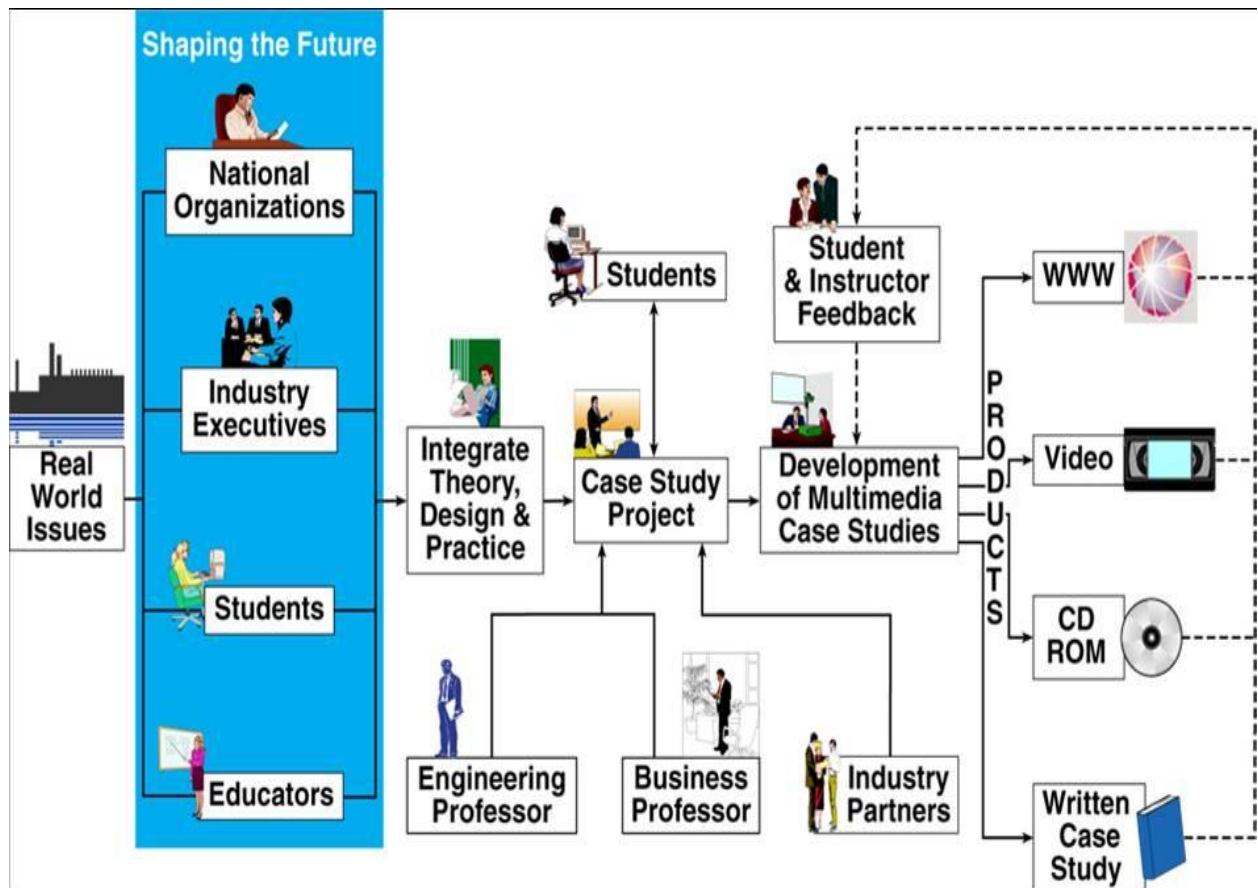 Shaping the Future
National
Organizations
Industry
Executives
Students
Educators
Real
World
Issues
Integrate
Theory,
Design &
Practice
Students
Case Study
Project
Engineering
Professor
Business
Professor
Industry
Partners
Student
& Instructor
Feedback
Development
of Multimedia
Case Studies
PRODUCTS
WWW
Video
CD
ROM
Written
Case
Study